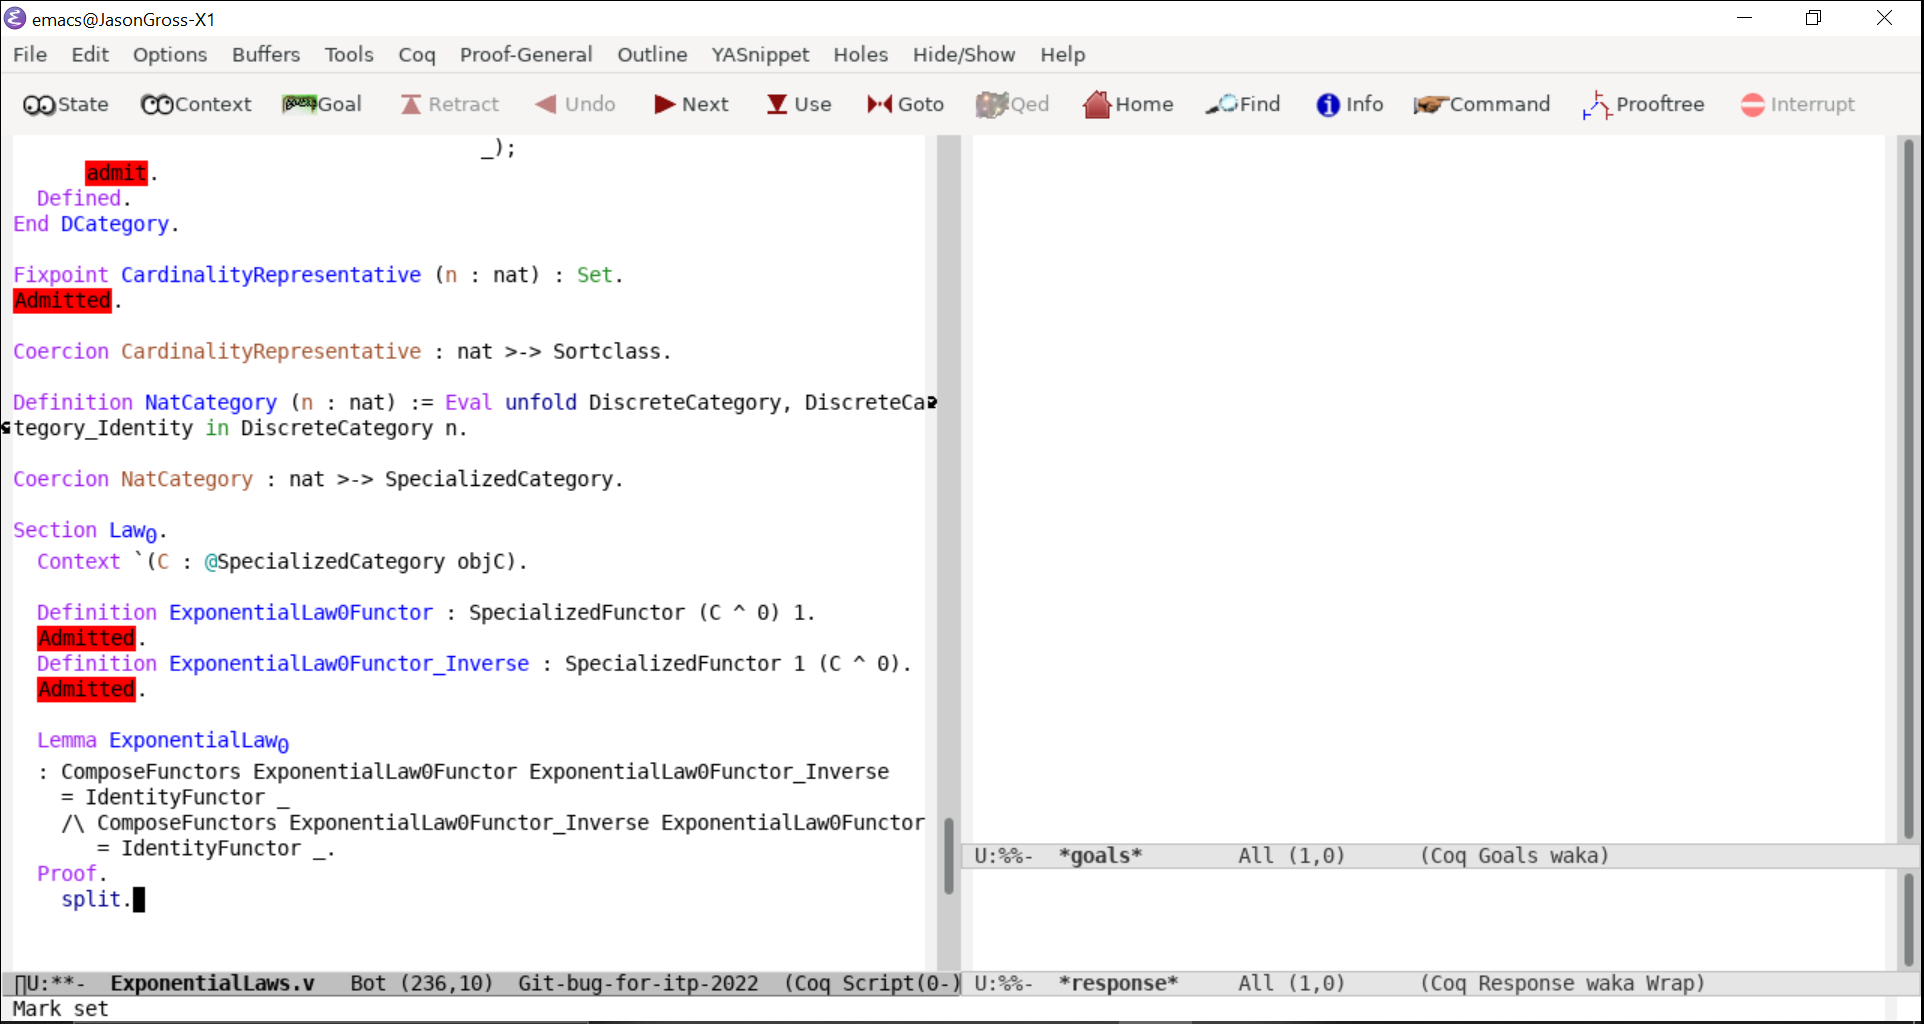 emacs@JasonGross-X1
File Edit Options Buffers Tools Coq Proof-General Outline YASnippet Holes Hide/Show Help
State Context Goal Retract Undo Next Use Goto Qed Home Find Info Command Prooftree Interrupt
_);
admit.
Defined.
End DCategory.
Fixpoint CardinalityRepresentative (n : nat) : Set.
Admitted.
Coercion CardinalityRepresentative : nat >-> Sortclass.
Definition NatCategory (n : nat) := Eval unfold DiscreteCategory, DiscreteCa
tegory_Identity in DiscreteCategory n.
Coercion NatCategory : nat >-> SpecializedCategory.
Section Law₀.
Context `(C : @SpecializedCategory objC).
Definition ExponentialLaw0Functor : SpecializedFunctor (C ^ 0) 1.
Admitted.
Definition ExponentialLaw0Functor_Inverse : SpecializedFunctor 1 (C ^ 0).
Admitted.
Lemma ExponentialLaw₀
: ComposeFunctors ExponentialLaw0Functor ExponentialLaw0Functor_Inverse
= IdentityFunctor _
/\ ComposeFunctors ExponentialLaw0Functor_Inverse ExponentialLaw0Functor
= IdentityFunctor _.
Proof.
split.
U:**- ExponentialLaws.v Bot (236,10) Git-bug-for-itp-2022 (Coq Script(0-)
U:%%- *goals* All (1,0) (Coq Goals waka)
U:%%- *response* All (1,0) (Coq Response waka Wrap)
Mark set